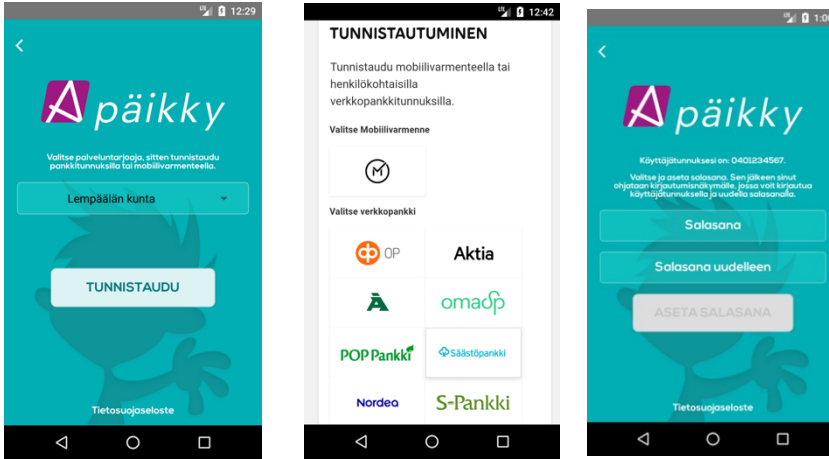 12:29
päikky
Valitse palveluntarjoaja, sitten tunnistaudu
pankkitunnuksilla tai mobiilivarmenteella.
Lempäälän kunta
TUNNISTAUDU
Tietosuojaseloste
12:42
TUNNISTAUTUMINEN
Tunnistaudu mobiilivarmenteella tai
henkilökohtaisilla
verkkopankkitunnuksilla.
Valitse Mobiilivarmenne
M
Valitse verkkopankki
OP
Aktia
Å
omasp
POP Pankki
Säästöpankki
Nordea
S-Pankki
päikky
Käyttäjätunnuksesi on: 0401234567.
Valitse ja aseta salasana. Sen jälkeen sinut
ohjataan kirjautumisnäkymälle, jossa voit kirjautua
käyttäjätunnuksella ja uudella salasanalla.
Salasana
Salasana uudelleen
ASETA SALASANA
Tietosuojaseloste